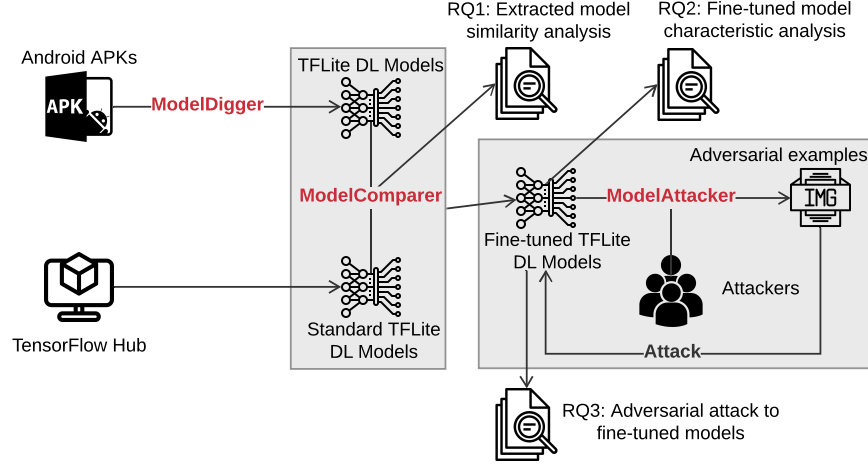 RQ1: Extracted model
similarity analysis
RQ2: Fine-tuned model
characteristic analysis
Android APKs
APK
ModelDigger
TFLite DL Models
ModelComparer
Adversarial examples
ModelAttacker
IMG
Fine-tuned TFLite
DL Models
Attackers
Standard TFLite
DL Models
TensorFlow Hub
Attack
RQ3: Adversarial attack to
fine-tuned models